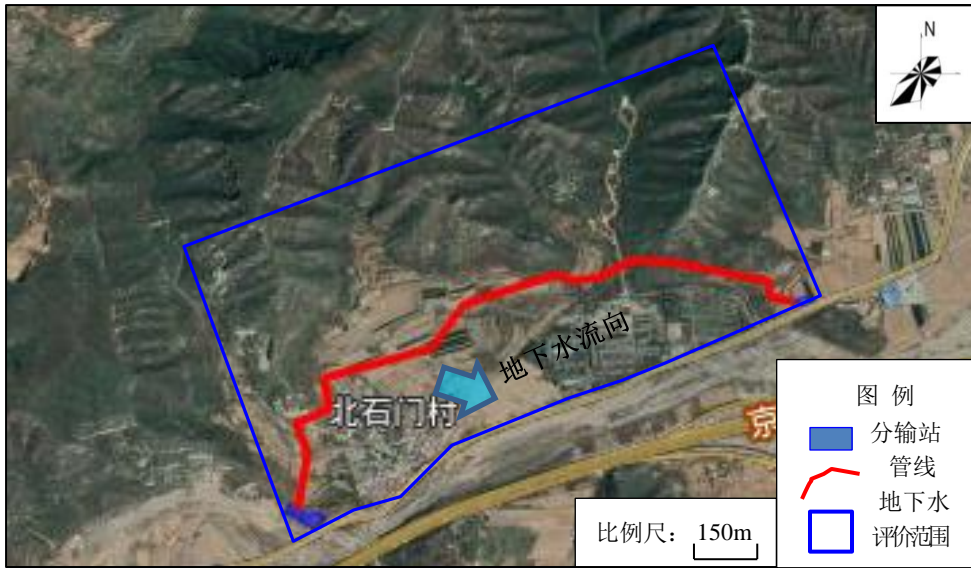 N
地下水流向
北石门村
京
图 例
分输站
管线
地下水
评价范围
比例尺： 150m